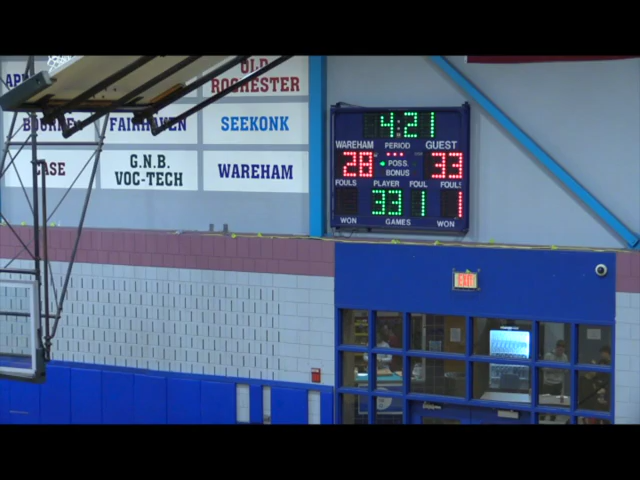 OLD
ROCHESTER
FAIRHAVEN
SEEKONK
G.N.B.
VOC-TECH
WAREHAM
4:21
WAREHAM PERIOD GUEST
28 33
POSS.
BONUS
FOULS PLAYER FOUL FOULS
33 1 1
WON GAMES WON
EXIT